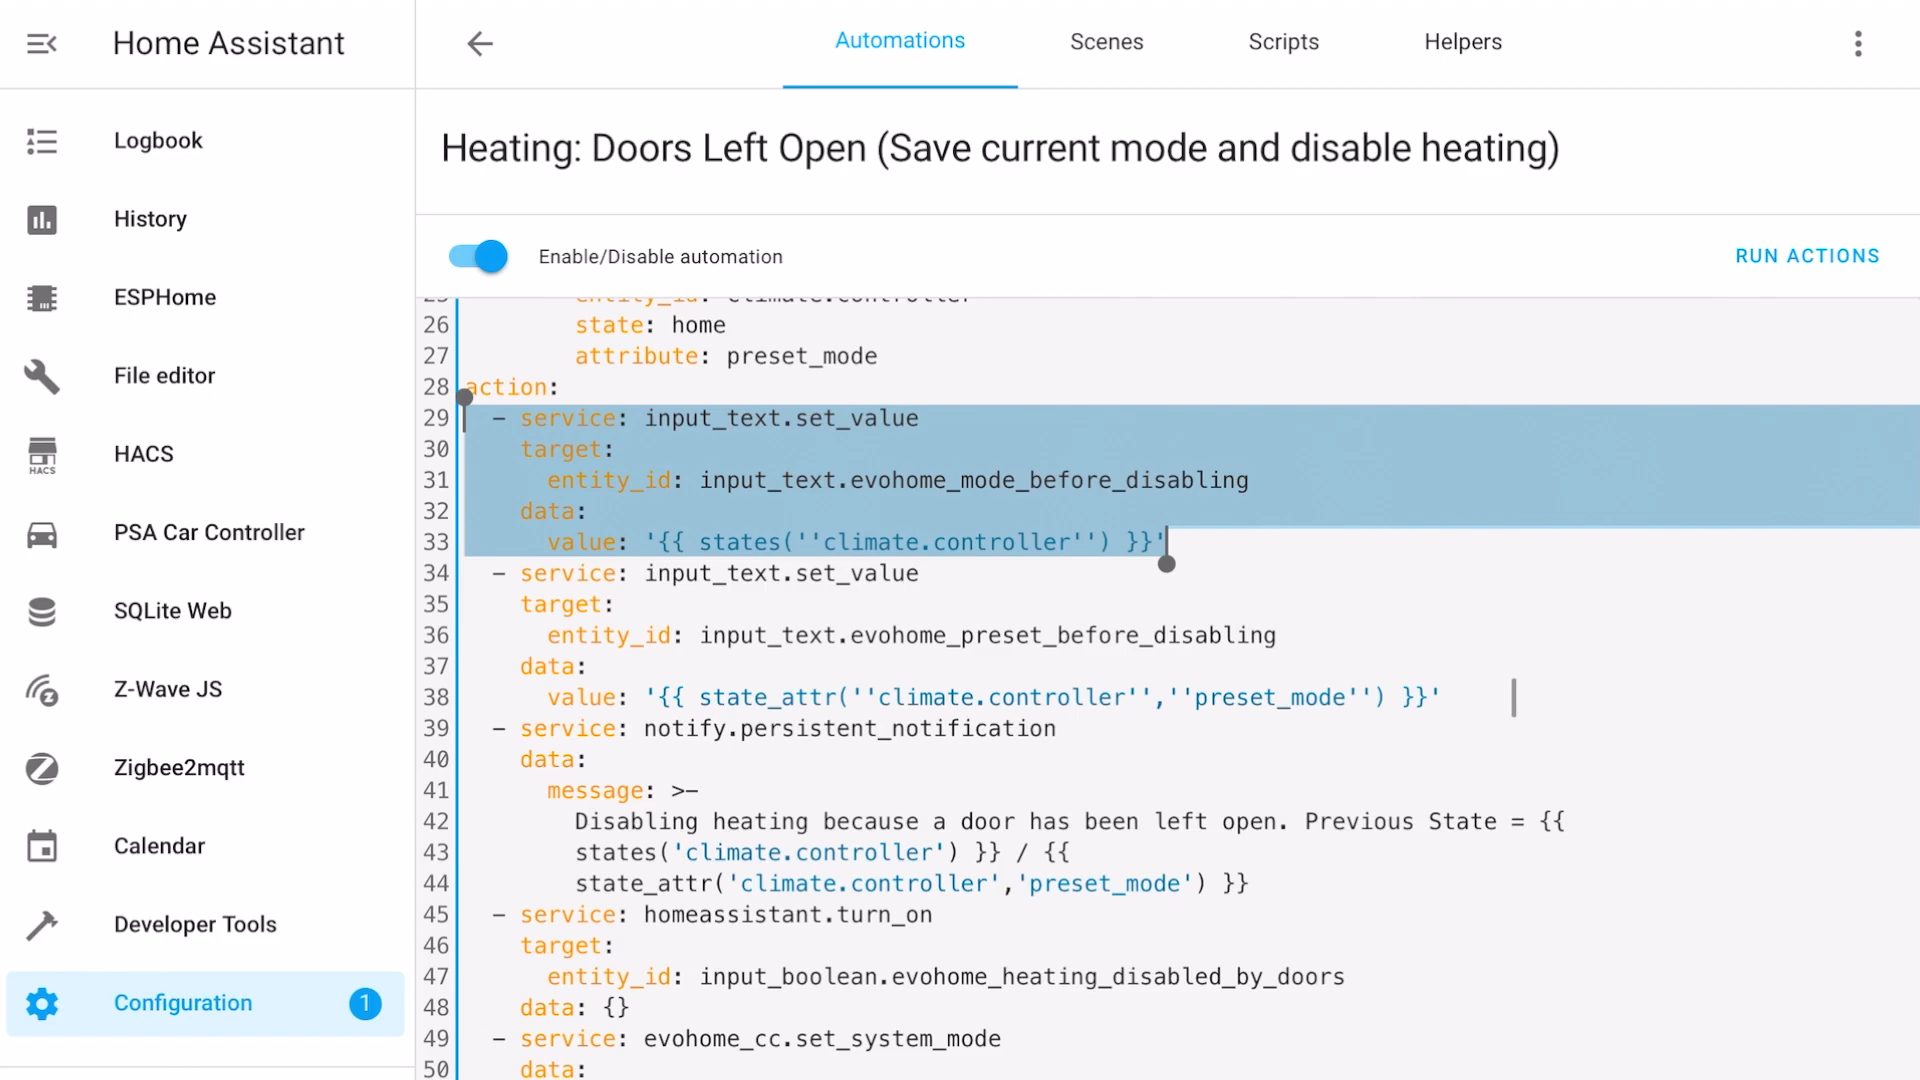 Home Assistant
Automations
Scenes
Scripts
Helpers
Logbook
History
ESPHome
File editor
HACS
HACS
PSA Car Controller
SQLite Web
Z-Wave JS
Zigbee2mqtt
Calendar
Developer Tools
Configuration
1
Heating: Doors Left Open (Save current mode and disable heating)
Enable/Disable automation
RUN ACTIONS
25 entity_id: climate.controller
26 state: home
27 attribute: preset_mode
28 action:
29 - service: input_text.set_value
30 target:
31 entity_id: input_text.evohome_mode_before_disabling
32 data:
33 value: '{{ states(''climate.controller'') }}'
34 - service: input_text.set_value
35 target:
36 entity_id: input_text.evohome_preset_before_disabling
37 data:
38 value: '{{ state_attr(''climate.controller'',''preset_mode'') }}'
39 - service: notify.persistent_notification
40 data:
41 message: >-
42 Disabling heating because a door has been left open. Previous State = {{
43 states('climate.controller') }} / {{
44 state_attr('climate.controller','preset_mode') }}
45 - service: homeassistant.turn_on
46 target:
47 entity_id: input_boolean.evohome_heating_disabled_by_doors
48 data: {}
49 - service: evohome_cc.set_system_mode
50 data: